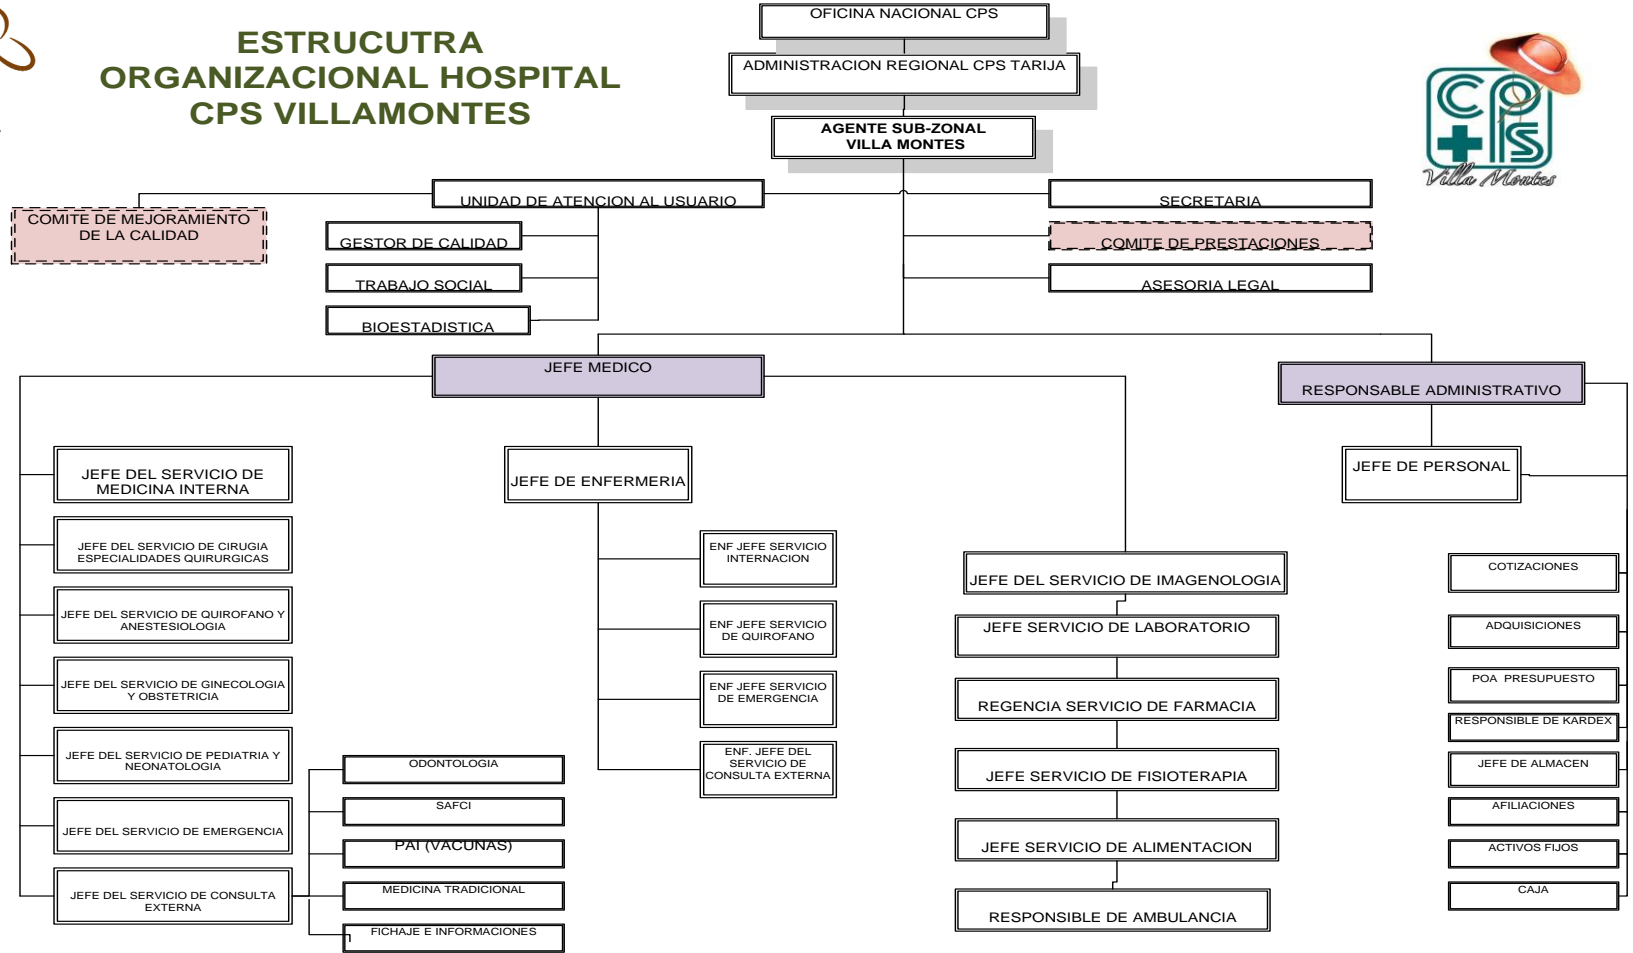 ESTRUCUTRA
ORGANIZACIONAL HOSPITAL
CPS VILLAMONTES
OFICINA NACIONAL CPS
ADMINISTRACION REGIONAL CPS TARIJA
AGENTE SUB-ZONAL
VILLA MONTES
CPS
Villa Montes
COMITE DE MEJORAMIENTO
DE LA CALIDAD
UNIDAD DE ATENCION AL USUARIO
SECRETARIA
GESTOR DE CALIDAD
COMITE DE PRESTACIONES
TRABAJO SOCIAL
ASESORIA LEGAL
BIOESTADISTICA
JEFE MEDICO
RESPONSABLE ADMINISTRATIVO
JEFE DEL SERVICIO DE
MEDICINA INTERNA
JEFE DEL SERVICIO DE CIRUGIA
ESPECIALIDADES QUIRURGICAS
JEFE DEL SERVICIO DE QUIROFANO Y
ANESTESIOLOGIA
JEFE DEL SERVICIO DE GINECOLOGIA
Y OBSTETRICIA
JEFE DEL SERVICIO DE PEDIATRIA Y
NEONATOLOGIA
JEFE DEL SERVICIO DE EMERGENCIA
JEFE DEL SERVICIO DE CONSULTA
EXTERNA
ODONTOLOGIA
SAFCI
PAI (VACUNAS)
MEDICINA TRADICIONAL
FICHAJE E INFORMACIONES
JEFE DE ENFERMERIA
ENF JEFE SERVICIO
INTERNACION
ENF JEFE SERVICIO
DE QUIROFANO
ENF JEFE SERVICIO
DE EMERGENCIA
ENF. JEFE DEL
SERVICIO DE
CONSULTA EXTERNA
JEFE DEL SERVICIO DE IMAGENOLOGIA
JEFE SERVICIO DE LABORATORIO
REGENCIA SERVICIO DE FARMACIA
JEFE SERVICIO DE FISIOTERAPIA
JEFE SERVICIO DE ALIMENTACION
RESPONSIBLE DE AMBULANCIA
JEFE DE PERSONAL
COTIZACIONES
ADQUISICIONES
POA PRESUPUESTO
RESPONSIBLE DE KARDEX
JEFE DE ALMACEN
AFILIACIONES
ACTIVOS FIJOS
CAJA